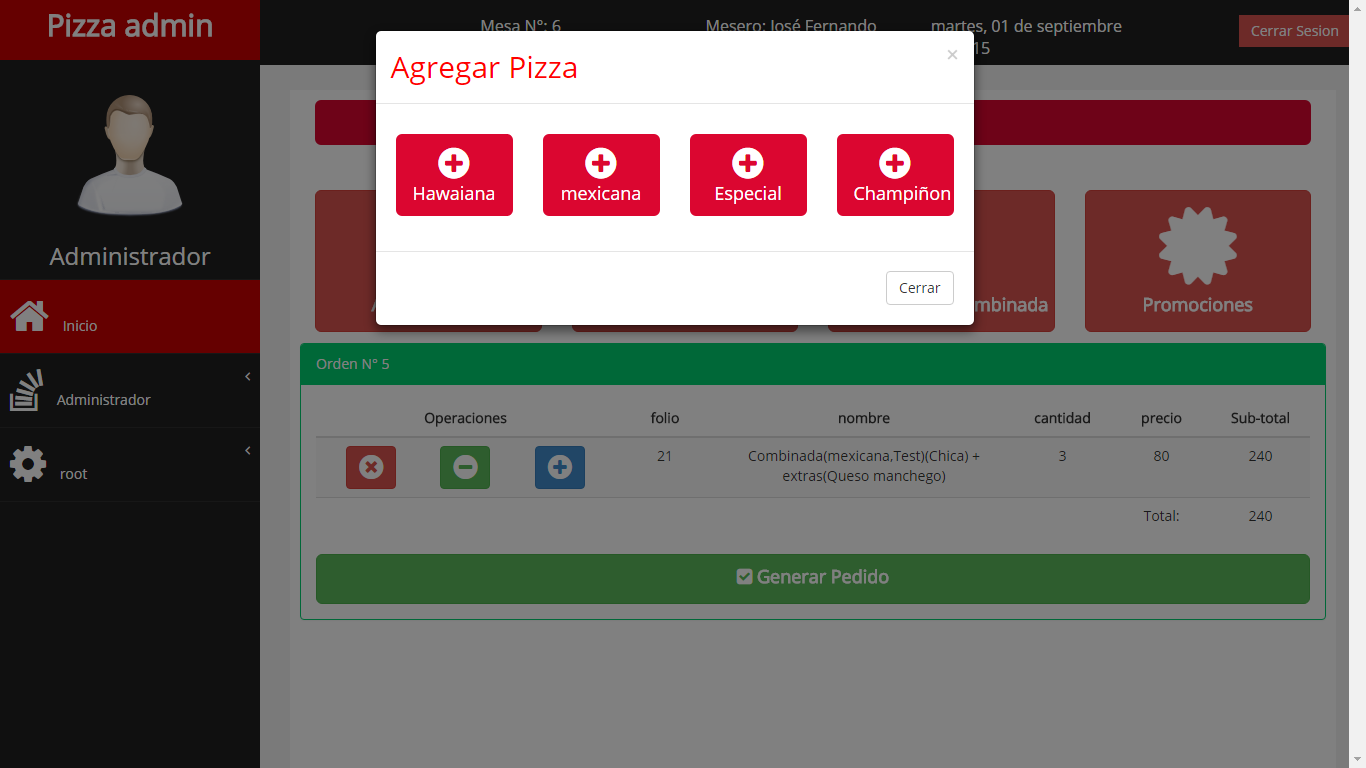 Pizza admin
Mesa N°: 6
Mesero: José Fernando
martes, 01 de septiembre
15
Cerrar Sesion
Agregar Pizza
×
Hawaiana
mexicana
Especial
Champiñon
Cerrar
Administrador
Inicio
Administrador
root
mbinada
Promociones
Orden N° 5
Operaciones folio nombre cantidad precio Sub-total
21 Combinada(mexicana,Test)(Chica) + 3 80 240
extras(Queso manchego)
Total: 240
Generar Pedido